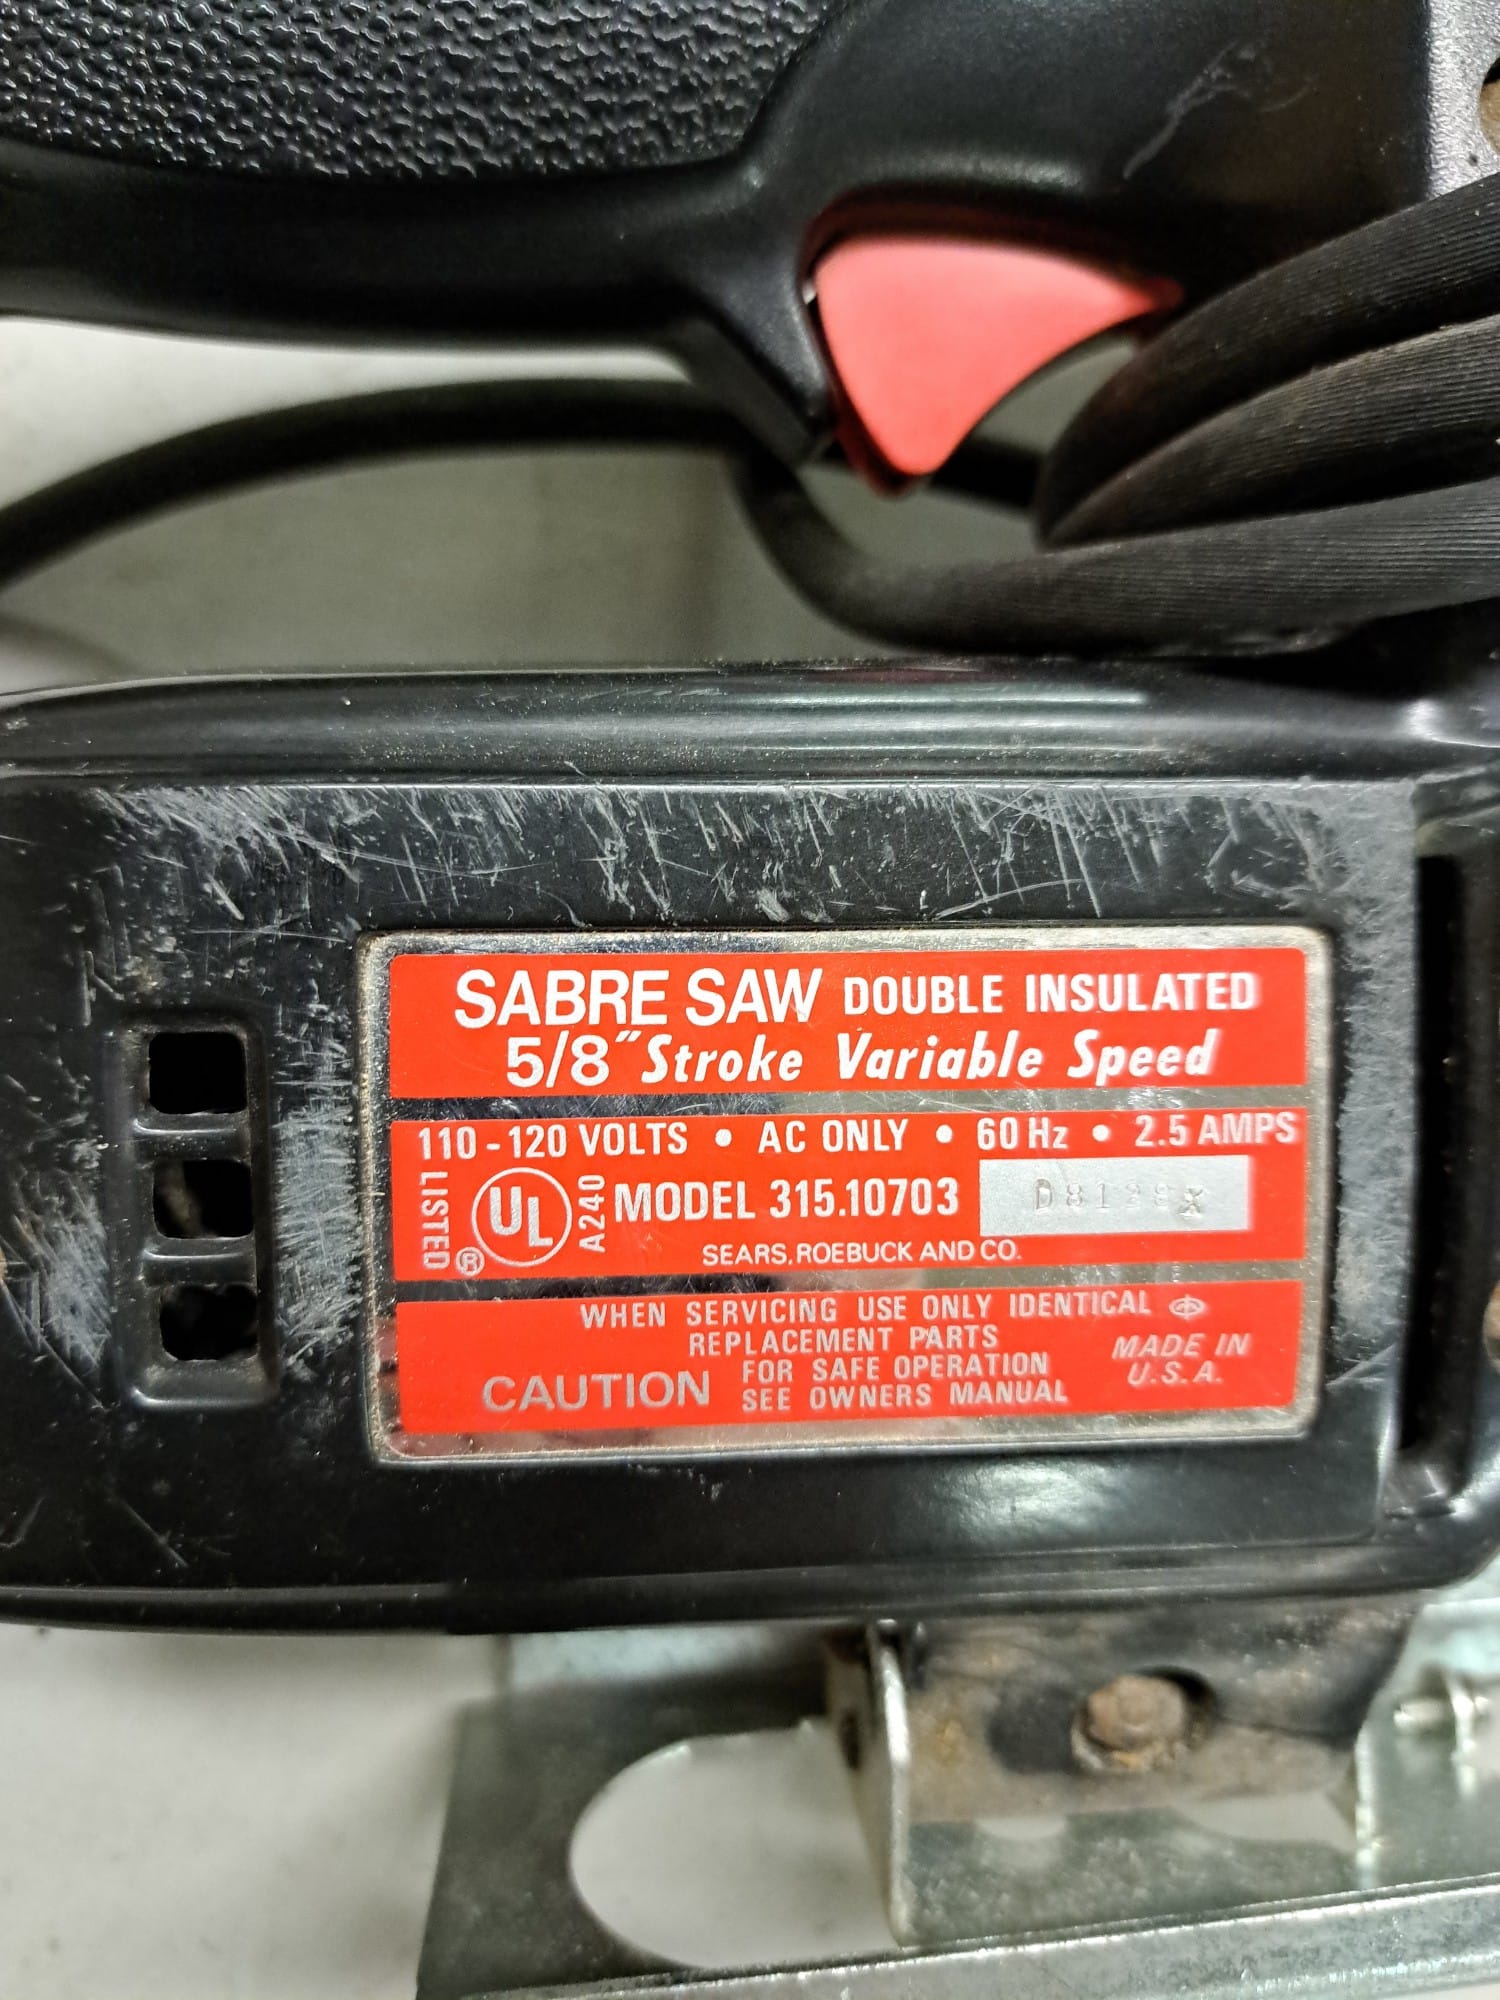 SABRE SAW DOUBLE INSULATED
5/8" Stroke Variable Speed
110-120 VOLTS • AC ONLY • 60 Hz • 2.5 AMPS
LISTED UL ® A240 MODEL 315.10703
SEARS, ROEBUCK AND CO.
WHEN SERVICING USE ONLY IDENTICAL
REPLACEMENT PARTS
CAUTION FOR SAFE OPERATION
SEE OWNERS MANUAL
MADE IN
U.S.A.